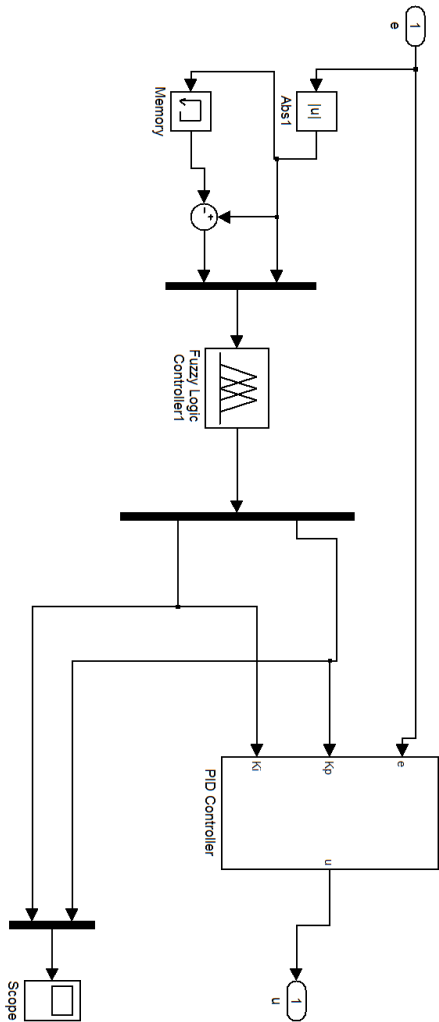 1
e
|u|
Abs1
Memory
+
-
Fuzzy Logic
Controller1
e
Kp
Ki
u
PID Controller
1
u
Scope